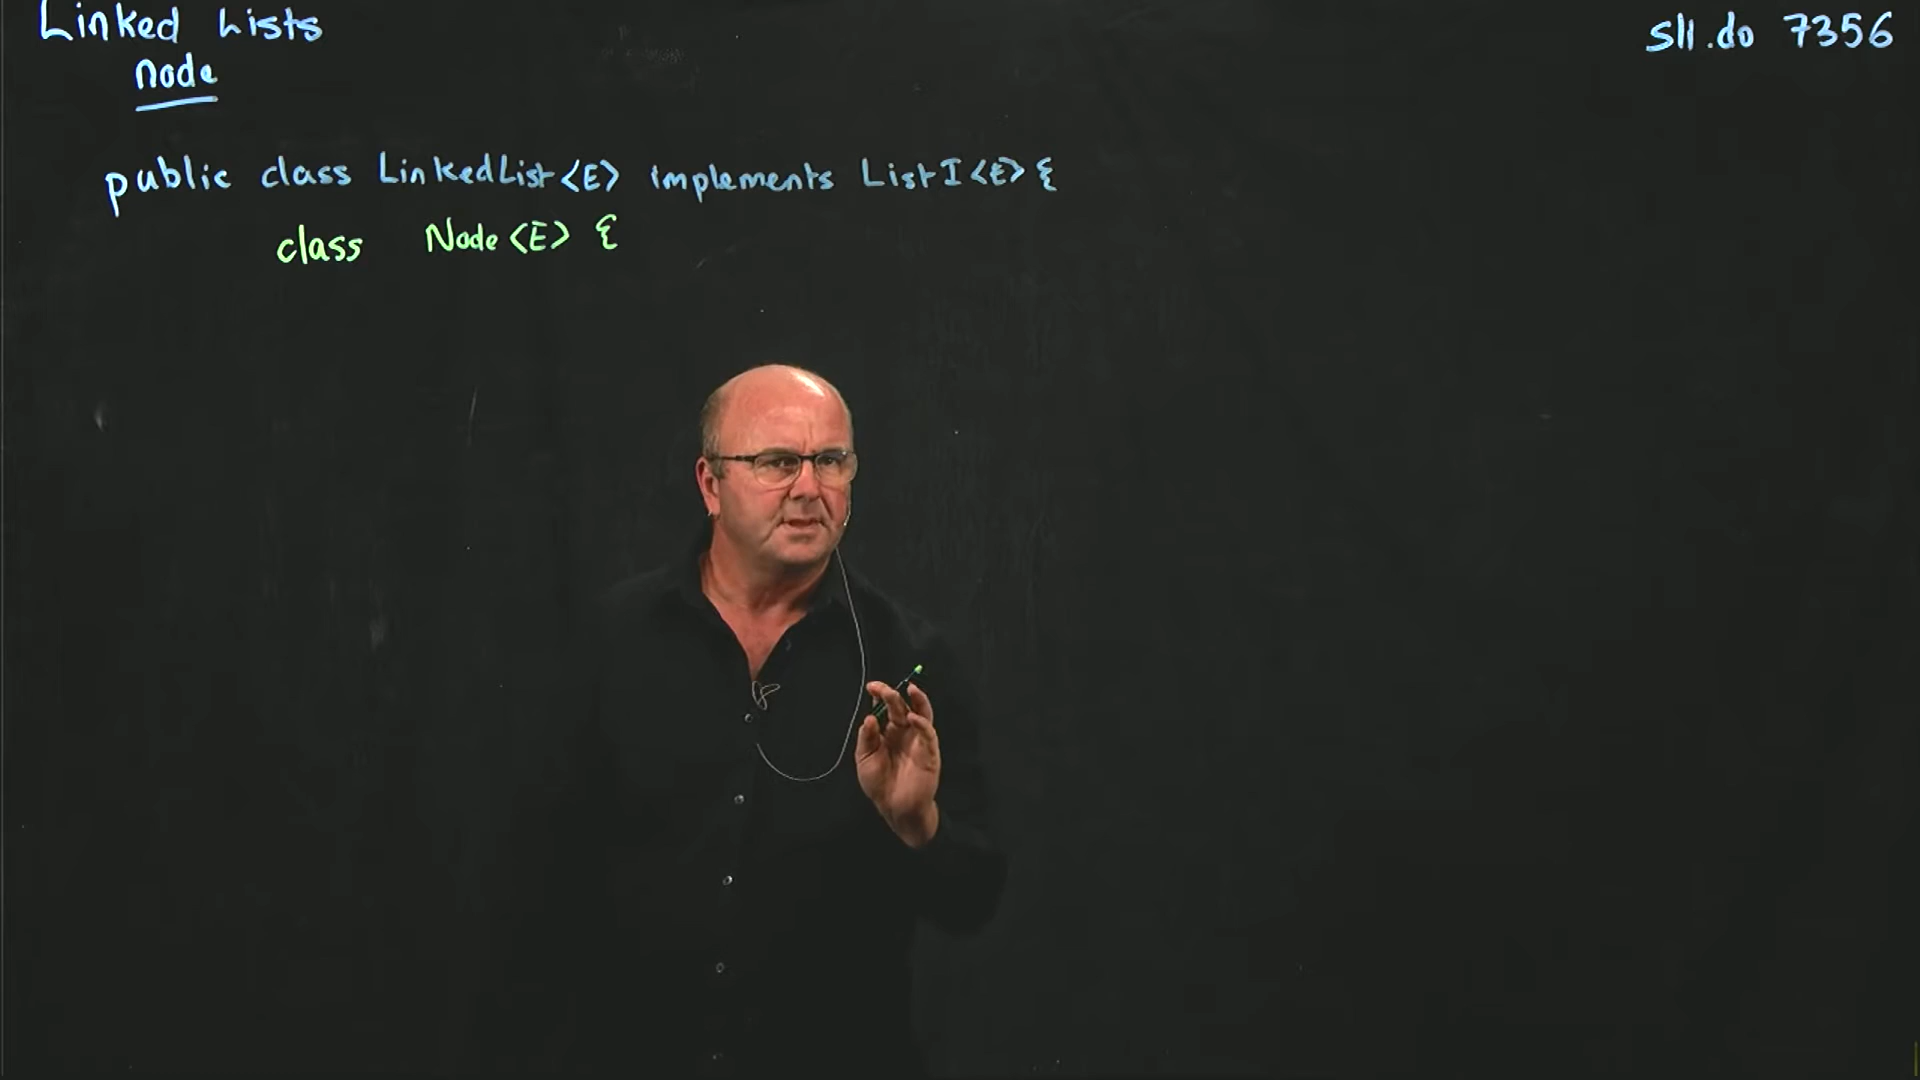 Linked Lists
sli.do 7356
Node
public class LinkedList<E> implements ListI<E> {
class Node<E> {